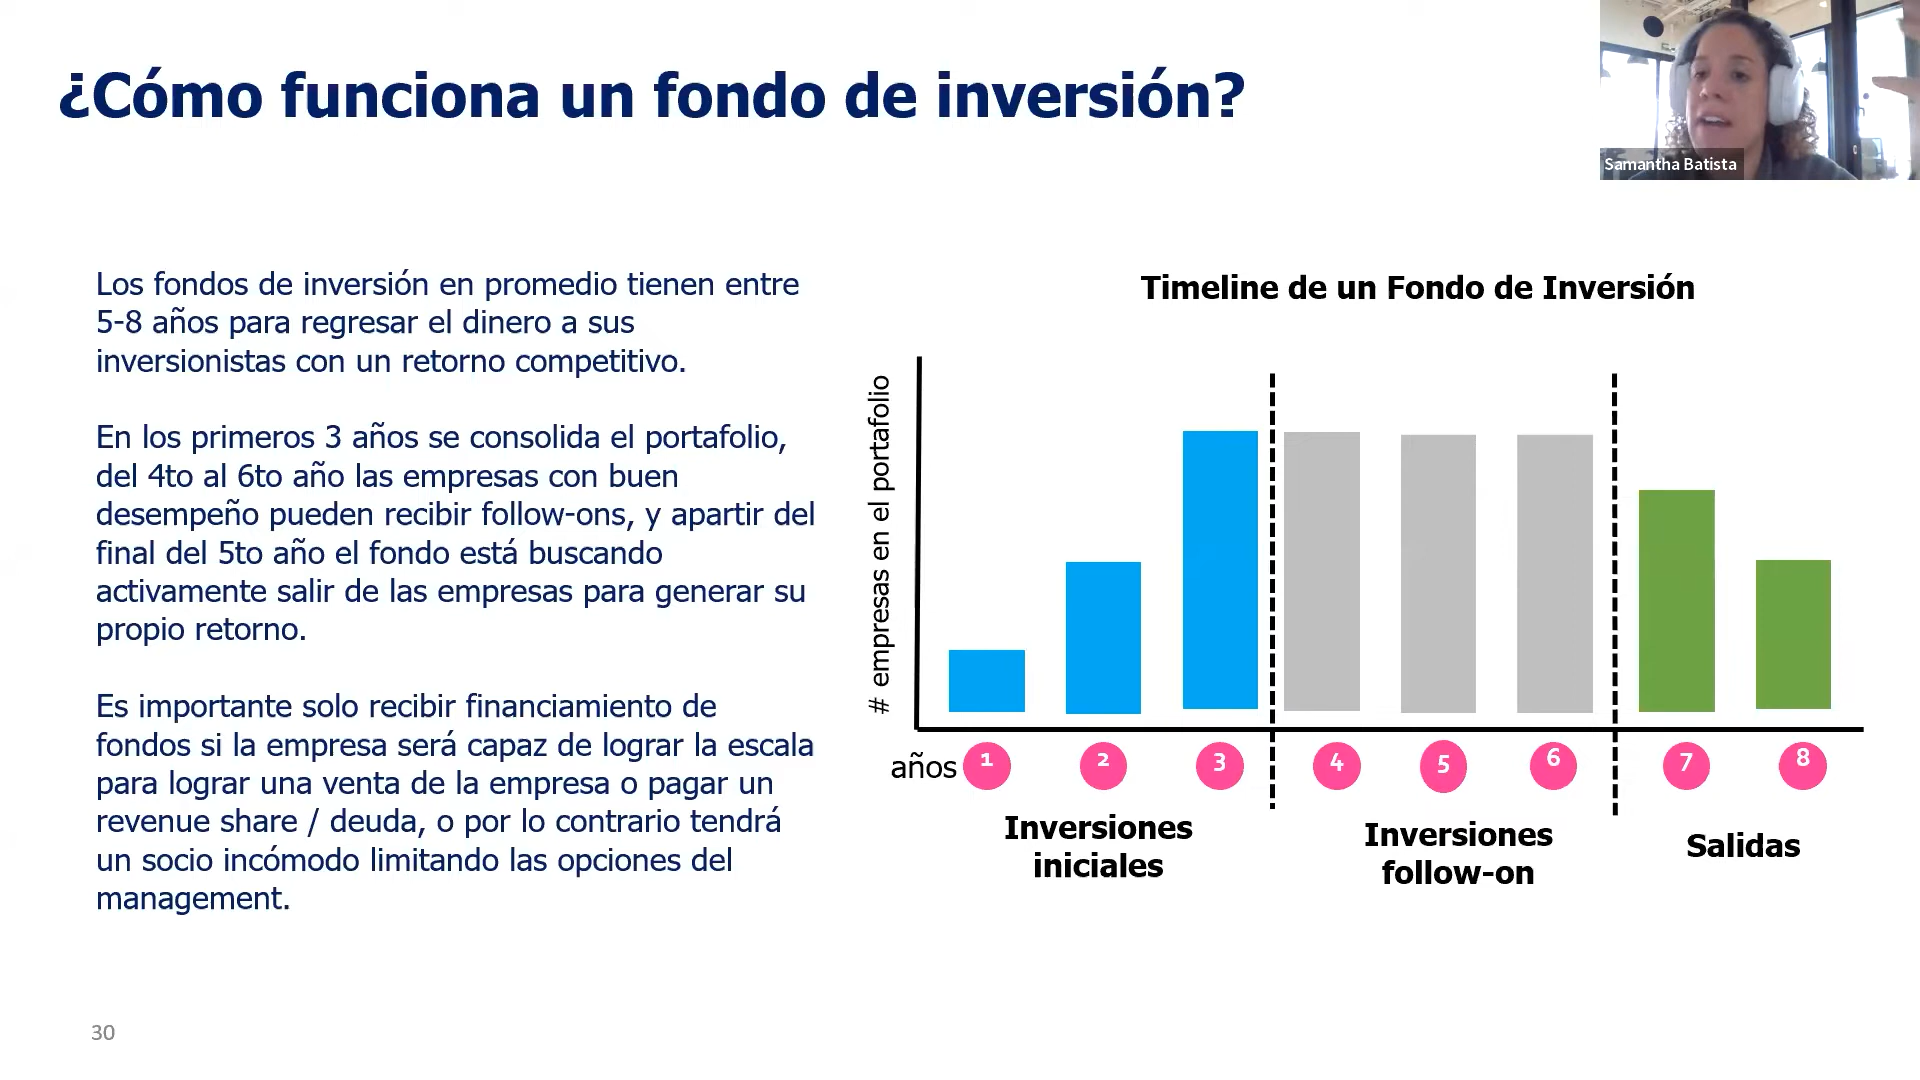 ¿Cómo funciona un fondo de inversión?
Samantha Batista
Los fondos de inversión en promedio tienen entre
5-8 años para regresar el dinero a sus
inversionistas con un retorno competitivo.
En los primeros 3 años se consolida el portafolio,
del 4to al 6to año las empresas con buen
desempeño pueden recibir follow-ons, y apartir del
final del 5to año el fondo está buscando
activamente salir de las empresas para generar su
propio retorno.
Es importante solo recibir financiamiento de
fondos si la empresa será capaz de lograr la escala
para lograr una venta de la empresa o pagar un
revenue share / deuda, o por lo contrario tendrá
un socio incómodo limitando las opciones del
management.
Timeline de un Fondo de Inversión
# empresas en el portafolio
años 1 2 3 4 5 6 7 8
Inversiones
iniciales
Inversiones
follow-on
Salidas
30